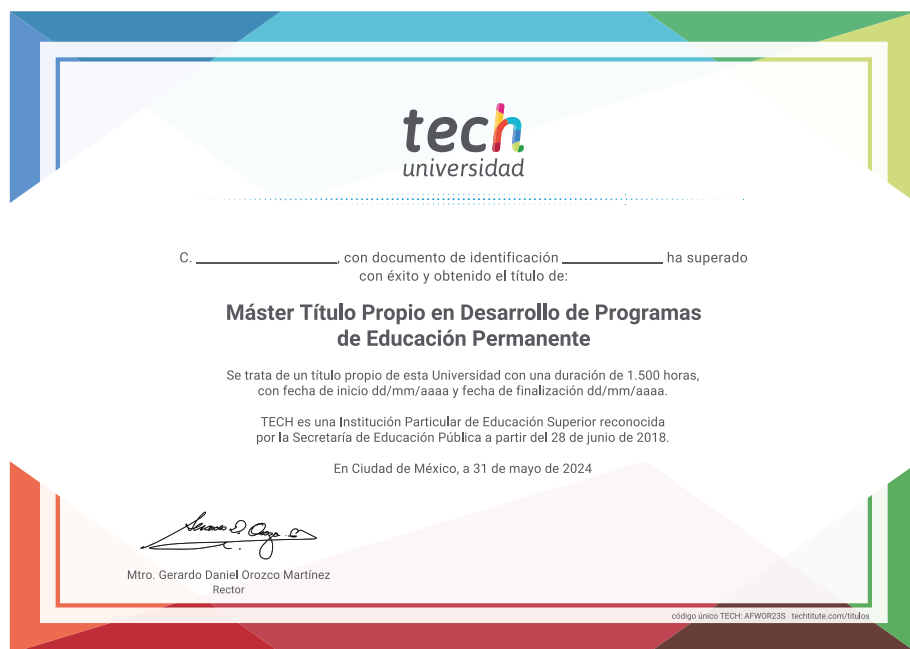 tech
universidad
C. ____________, con documento de identificación ____________ ha superado
con éxito y obtenido el título de:
Máster Título Propio en Desarrollo de Programas
de Educación Permanente
Se trata de un título propio de esta Universidad con una duración de 1.500 horas,
con fecha de inicio dd/mm/aaaa y fecha de finalización dd/mm/aaaa.
TECH es una Institución Particular de Educación Superior reconocida
por la Secretaría de Educación Pública a partir del 28 de junio de 2018.
En Ciudad de México, a 31 de mayo de 2024
Mtro. Gerardo Daniel Orozco Martínez
Rector
código único TECH: AFWOR23S techtitute.com/titulos